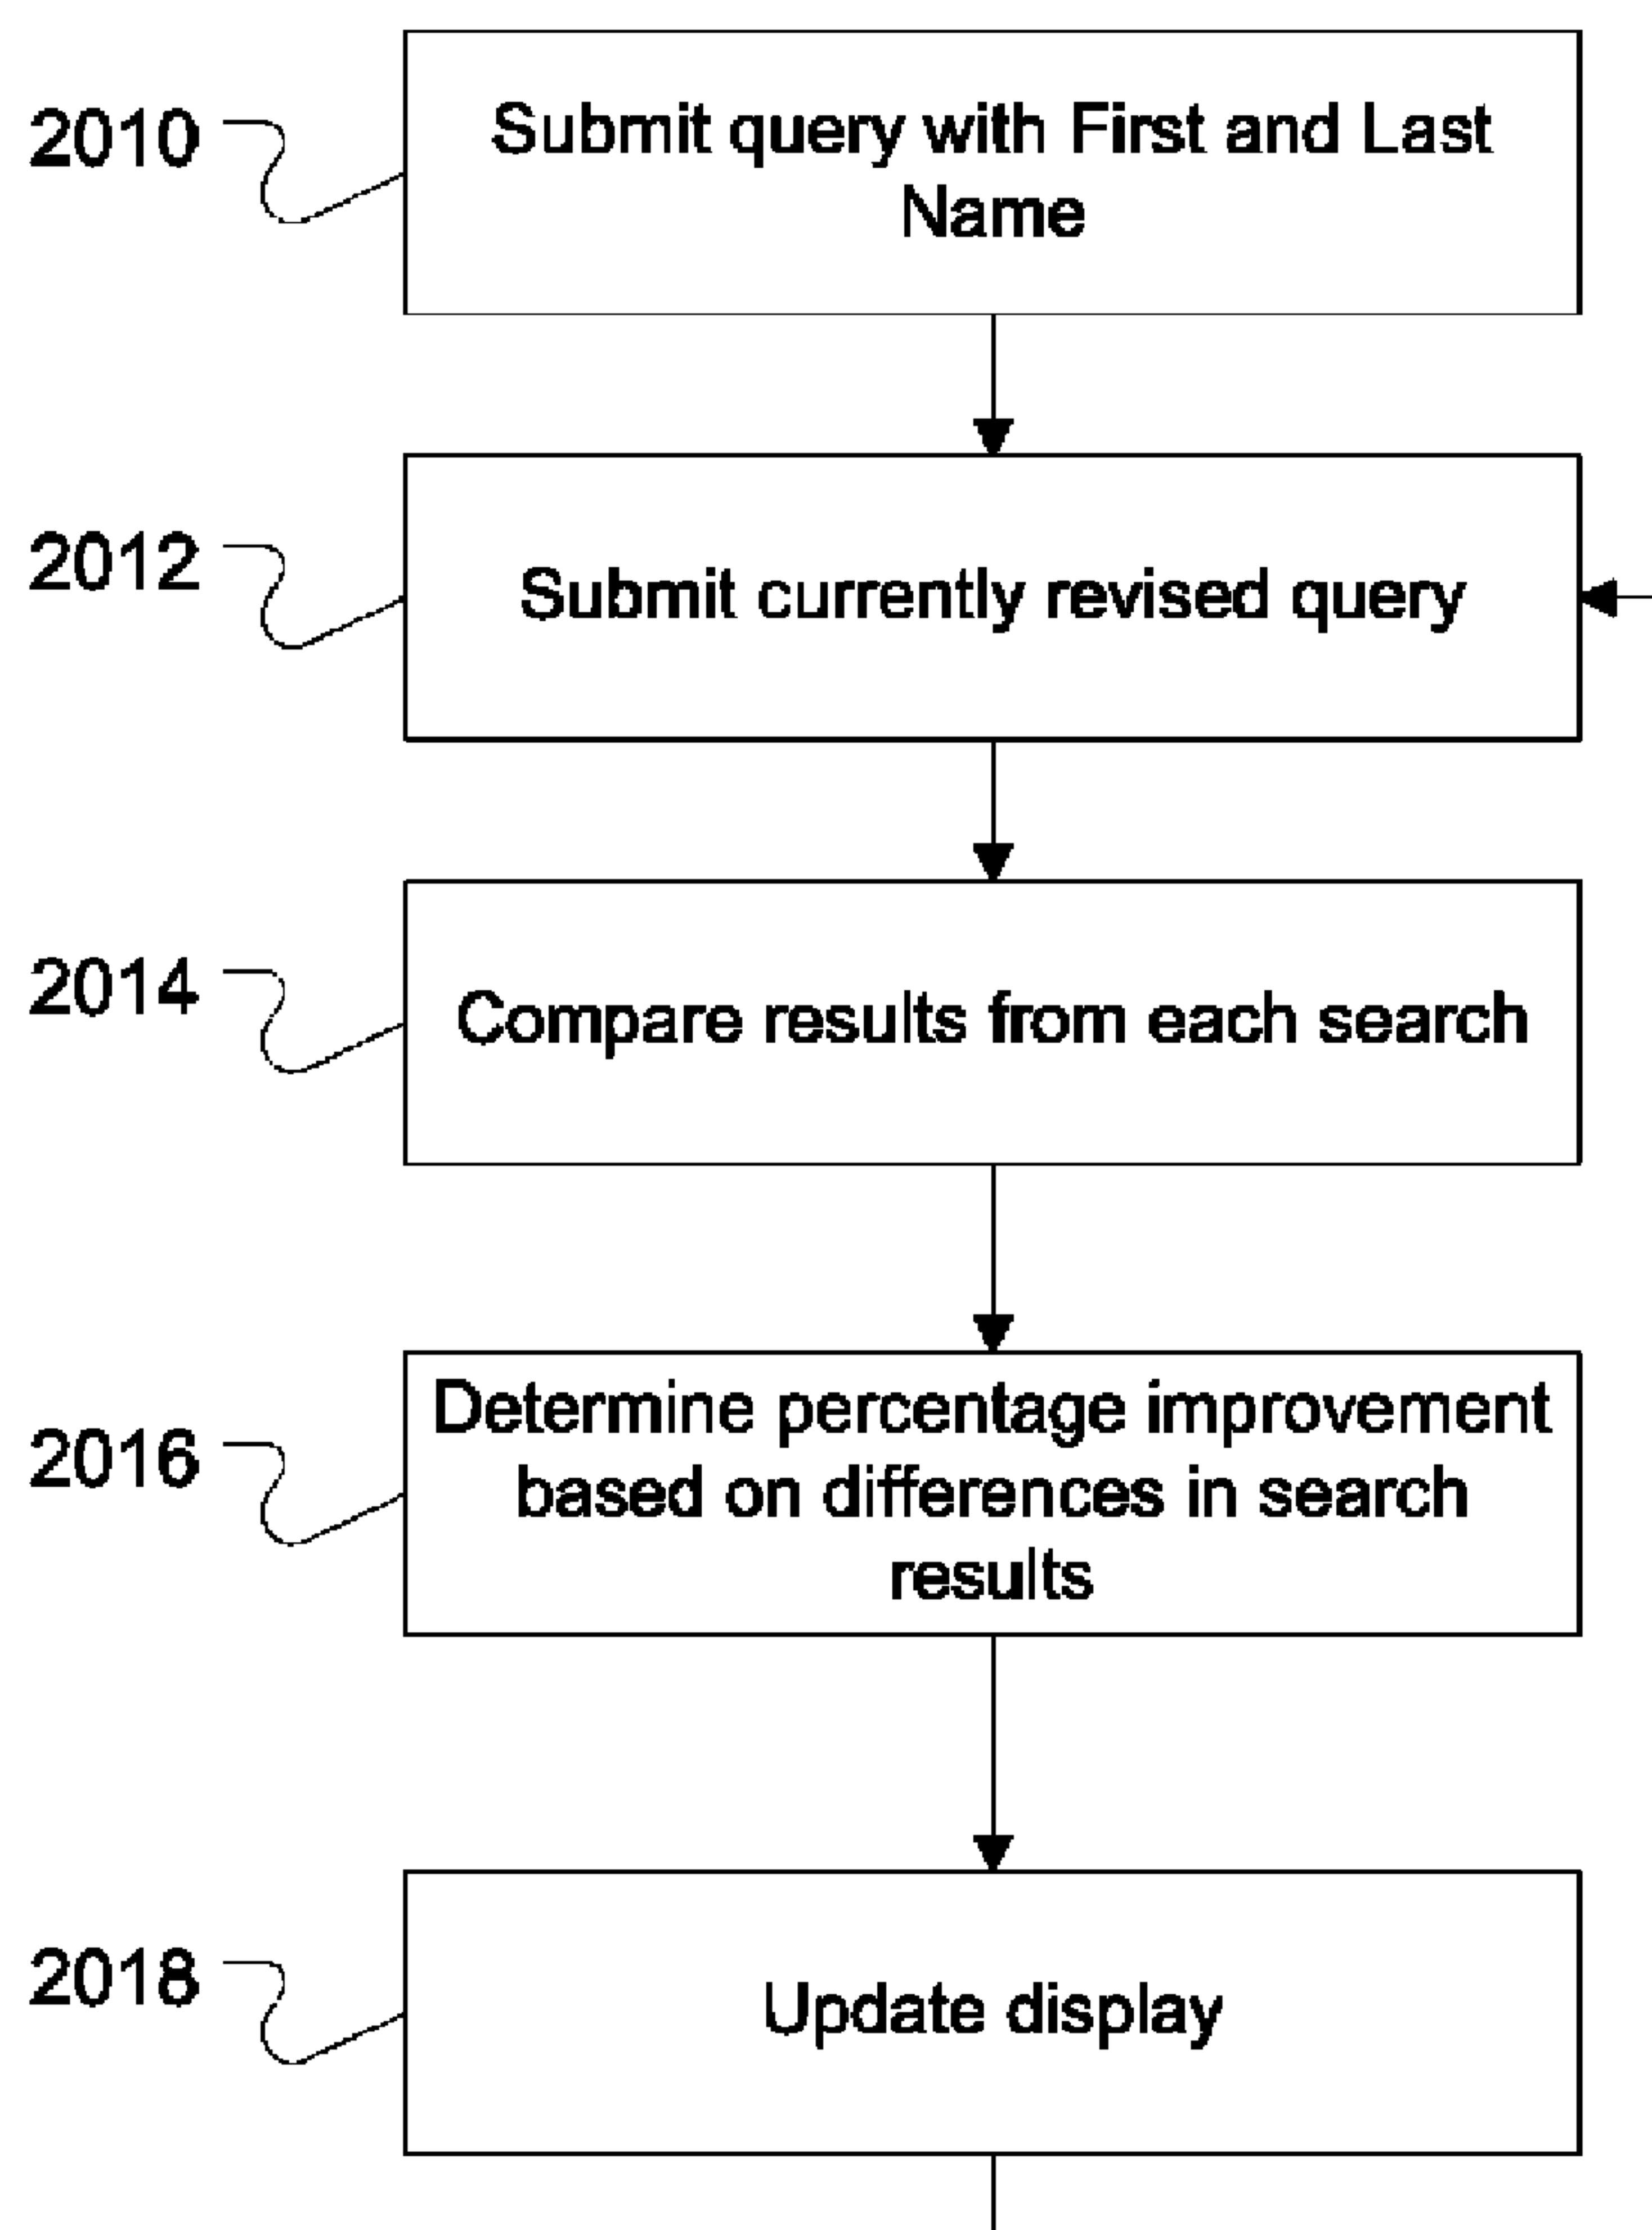 2010
Submit query with First and Last
Name
2012
Submit currently revised query
2014
Compare results from each search
2016
Determine percentage improvement
based on differences in search
results
2018
Update display